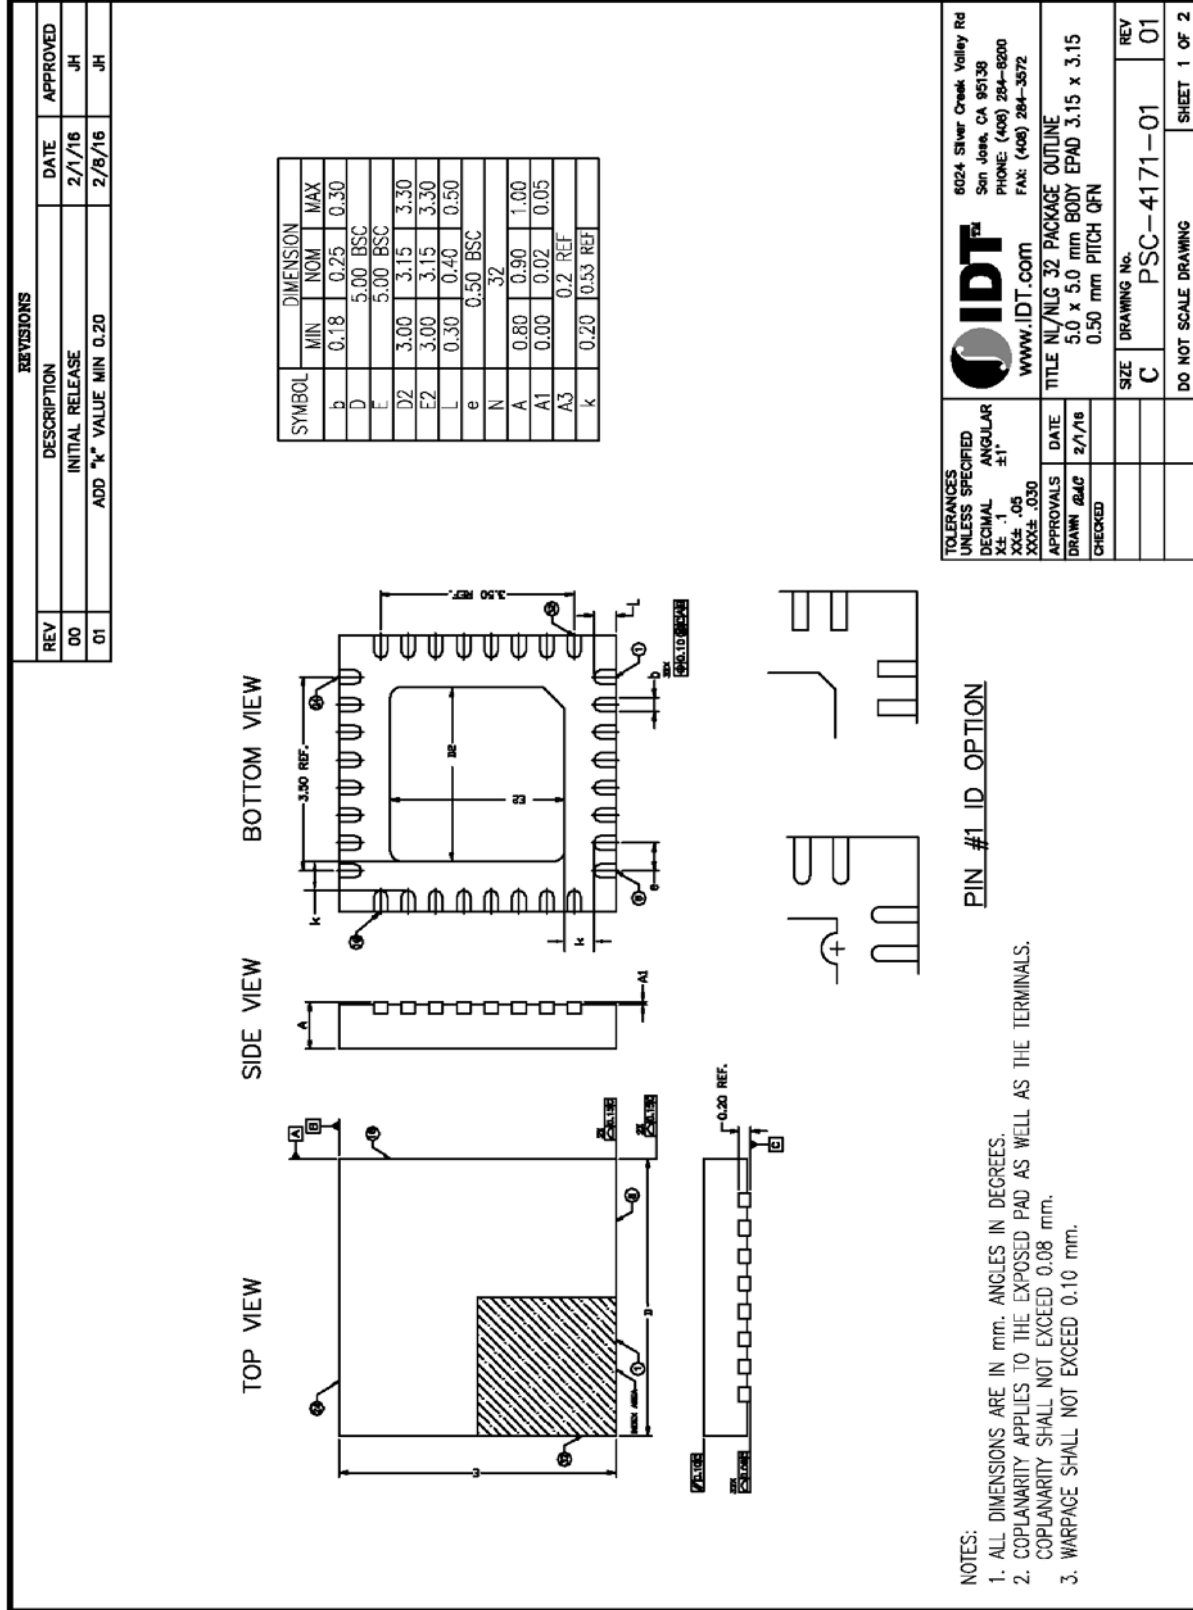 REVISIONS
REV DESCRIPTION DATE APPROVED
00 INITIAL RELEASE 2/1/16 JH
01 ADD "k" VALUE MIN 0.20 2/8/16 JH
TOP VIEW
SIDE VIEW
BOTTOM VIEW
SYMBOL DIMENSION
MIN NOM MAX
b 0.18 0.25 0.30
D 5.00 BSC
E 5.00 BSC
D2 3.00 3.15 3.30
E2 3.00 3.15 3.30
L 0.30 0.40 0.50
e 0.50 BSC
N 32
A 0.80 0.90 1.00
A1 0.00 0.02 0.05
A3 0.2 REF
k 0.20 0.53 REF
A
B
INDEX AREA
D
1
8
C
0.20 REF.
A
A1
k
3.50 REF.
3.50 REF.
D2
k
e
8
b
1
L
PIN #1 ID OPTION
NOTES:
1. ALL DIMENSIONS ARE IN mm. ANGLES IN DEGREES.
2. COPLANARITY APPLIES TO THE EXPOSED PAD AS WELL AS THE TERMINALS.
COPLANARITY SHALL NOT EXCEED 0.08 mm.
3. WARPAGE SHALL NOT EXCEED 0.10 mm.
TOLERANCES
UNLESS SPECIFIED
DECIMAL ANGULAR
X± .1 ±1°
XX± .05
XXX± .030
APPROVALS DATE
DRAWN RAC 2/1/16
CHECKED
IDT™
www.IDT.com
6024 Silver Creek Valley Rd
San Jose, CA 95138
PHONE: (408) 284-8200
FAX: (408) 284-3572
TITLE NL/NLG 32 PACKAGE OUTLINE
5.0 x 5.0 mm BODY EPAD 3.15 x 3.15
0.50 mm PITCH QFN
SIZE DRAWING No. REV
C PSC-4171-01 01
DO NOT SCALE DRAWING SHEET 1 OF 2